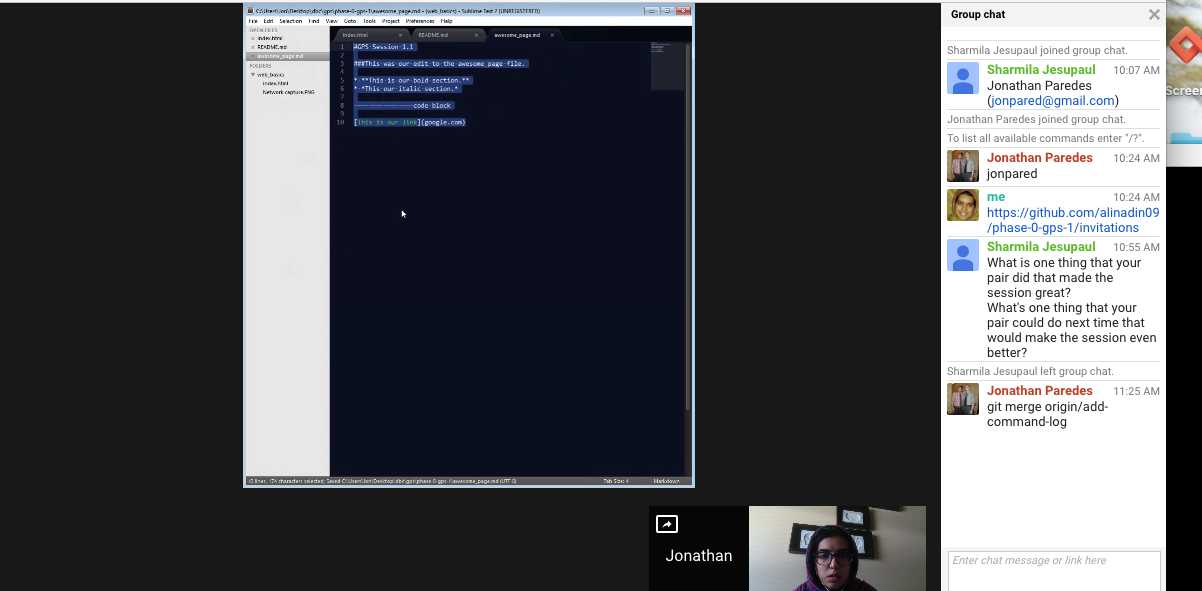 C:\Users\Jon\Desktop\dbc\gps\phase-0-gps-1\awesome_page.md - (web_basics) - Sublime Text 2 (UNREGISTERED)
File Edit Selection Find View Goto Tools Project Preferences Help
OPEN FILES
index.html
README.md
awesome_page.md
FOLDERS
web_basics
index.html
Network capture.PNG
index.html × README.md × awesome_page.md ×
1 #GPS Session 1.1
2
3 ###This was our edit to the awesome_page file.
4
5 * **This is our bold section.**
6 * *This our italic section.*
7
8 code block
9
10 [This is our link](google.com)
10 lines, 174 characters selected; Saved C:\Users\Jon\Desktop\dbc\gps\phase-0-gps-1\awesome_page.md (UTF-8)
Tab Size: 4 Markdown
Jonathan
Group chat
Sharmila Jesupaul joined group chat.
Sharmila Jesupaul 10:07 AM
Jonathan Paredes
(jonpared@gmail.com)
Jonathan Paredes joined group chat.
To list all available commands enter "/?".
Jonathan Paredes 10:24 AM
jonpared
me 10:24 AM
https://github.com/alinadin09
/phase-0-gps-1/invitations
Sharmila Jesupaul 10:55 AM
What is one thing that your
pair did that made the
session great?
What's one thing that your
pair could do next time that
would make the session even
better?
Sharmila Jesupaul left group chat.
Jonathan Paredes 11:25 AM
git merge origin/add-
command-log
Enter chat message or link here
Screen